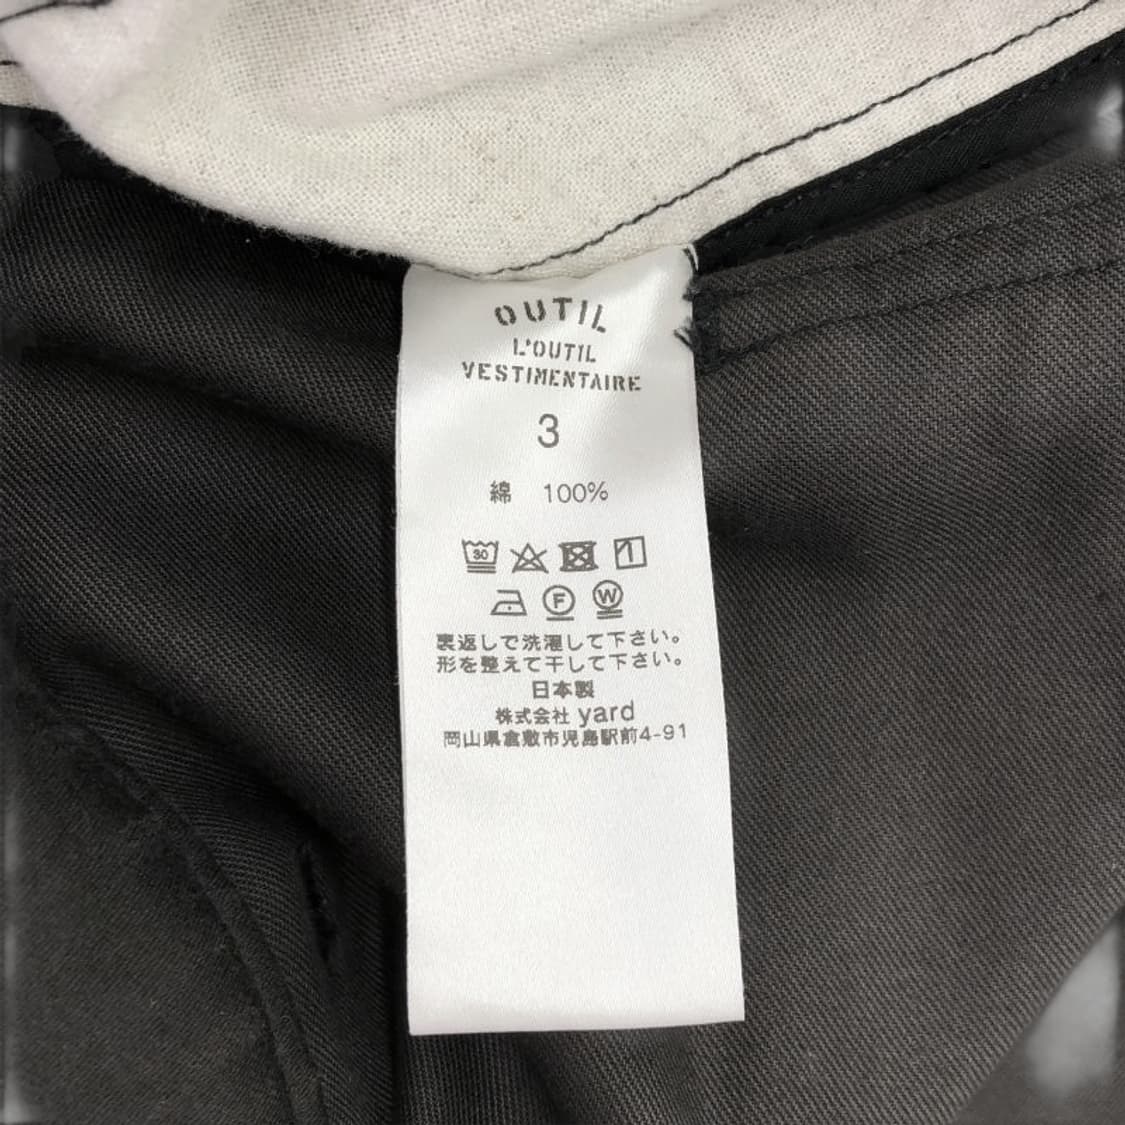 OUTIL
L'OUTIL
VESTIMENTAIRE
3
綿 100%
30
F W
裏返しで洗濯して下さい。
形を整えて干して下さい。
日本製
株式会社 yard
岡山県倉敷市児島駅前4-91